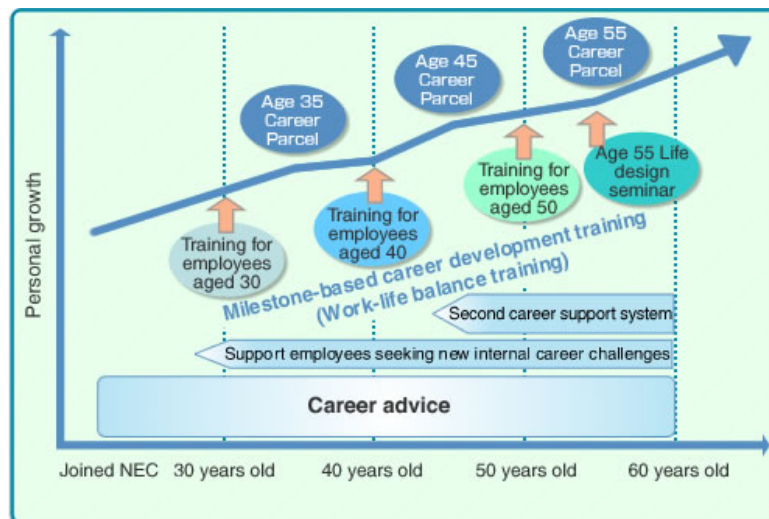 Personal growth
Age 35
Career
Parcel
Age 45
Career
Parcel
Age 55
Career
Parcel
Training for
employees
aged 30
Training for
employees
aged 40
Training for
employees
aged 50
Age 55 Life
design
seminar
Milestone-based career development training
(Work-life balance training)
Second career support system
Support employees seeking new internal career challenges
Career advice
Joined NEC
30 years old
40 years old
50 years old
60 years old